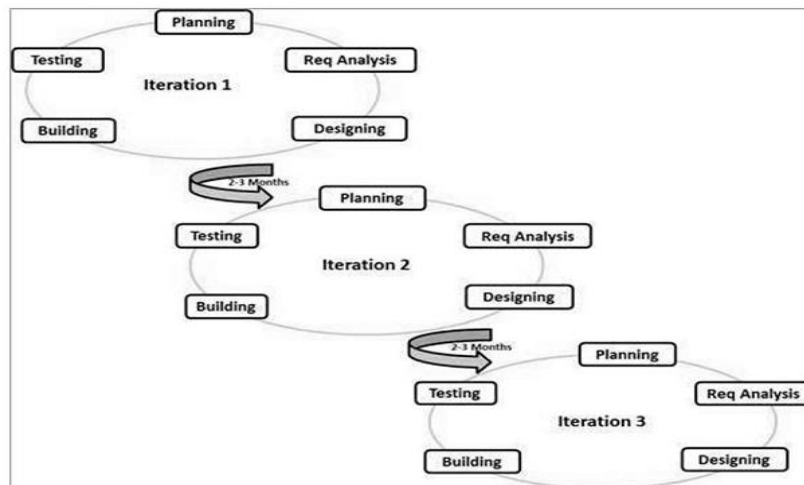 Planning
Testing
Req Analysis
Iteration 1
Building
Designing
2-3 Months
Planning
Testing
Req Analysis
Iteration 2
Building
Designing
2-3 Months
Planning
Testing
Req Analysis
Iteration 3
Building
Designing